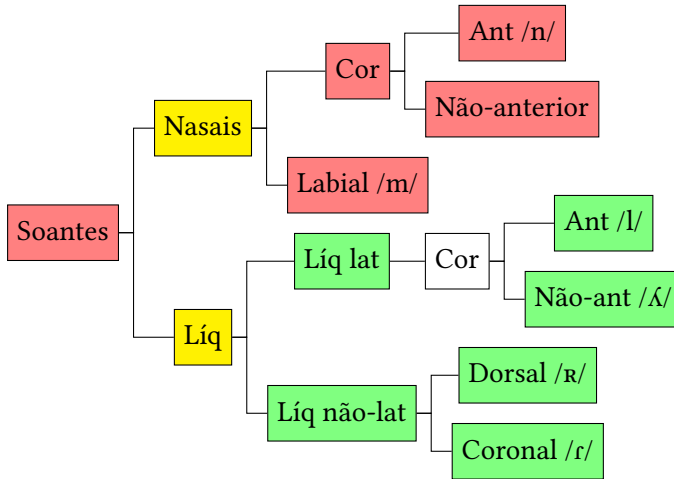 Soantes
Nasais
Cor
Ant /n/
Não-anterior
Labial /m/
Líq
Líq lat
Cor
Ant /l/
Não-ant /ʎ/
Líq não-lat
Dorsal /ʀ/
Coronal /ɾ/